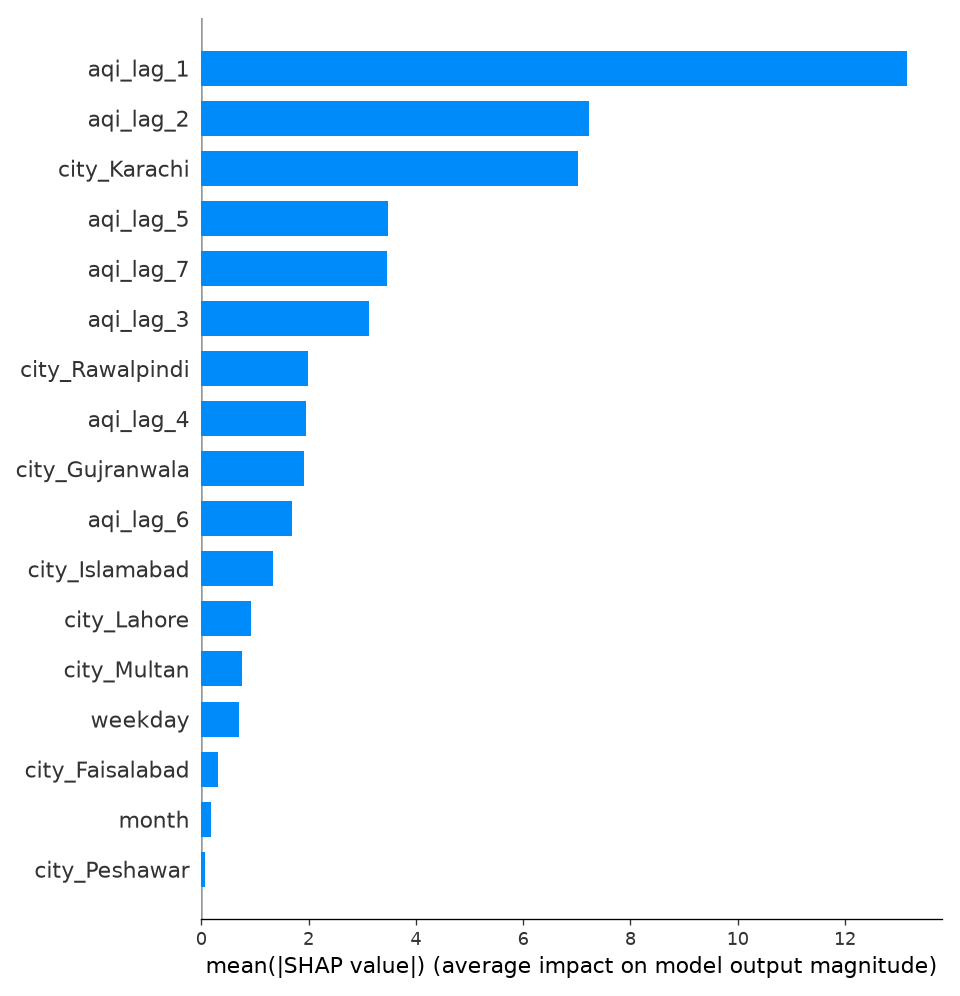 aqi_lag_1
aqi_lag_2
city_Karachi
aqi_lag_5
aqi_lag_7
aqi_lag_3
city_Rawalpindi
aqi_lag_4
city_Gujranwala
aqi_lag_6
city_Islamabad
city_Lahore
city_Multan
weekday
city_Faisalabad
month
city_Peshawar
0 2 4 6 8 10 12
mean(|SHAP value|) (average impact on model output magnitude)